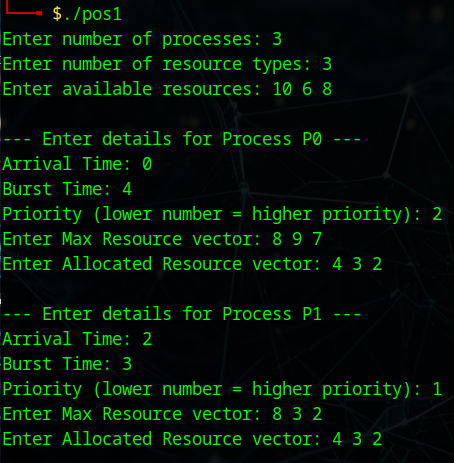 $./pos1
Enter number of processes: 3
Enter number of resource types: 3
Enter available resources: 10 6 8
--- Enter details for Process P0 ---
Arrival Time: 0
Burst Time: 4
Priority (lower number = higher priority): 2
Enter Max Resource vector: 8 9 7
Enter Allocated Resource vector: 4 3 2
--- Enter details for Process P1 ---
Arrival Time: 2
Burst Time: 3
Priority (lower number = higher priority): 1
Enter Max Resource vector: 8 3 2
Enter Allocated Resource vector: 4 3 2